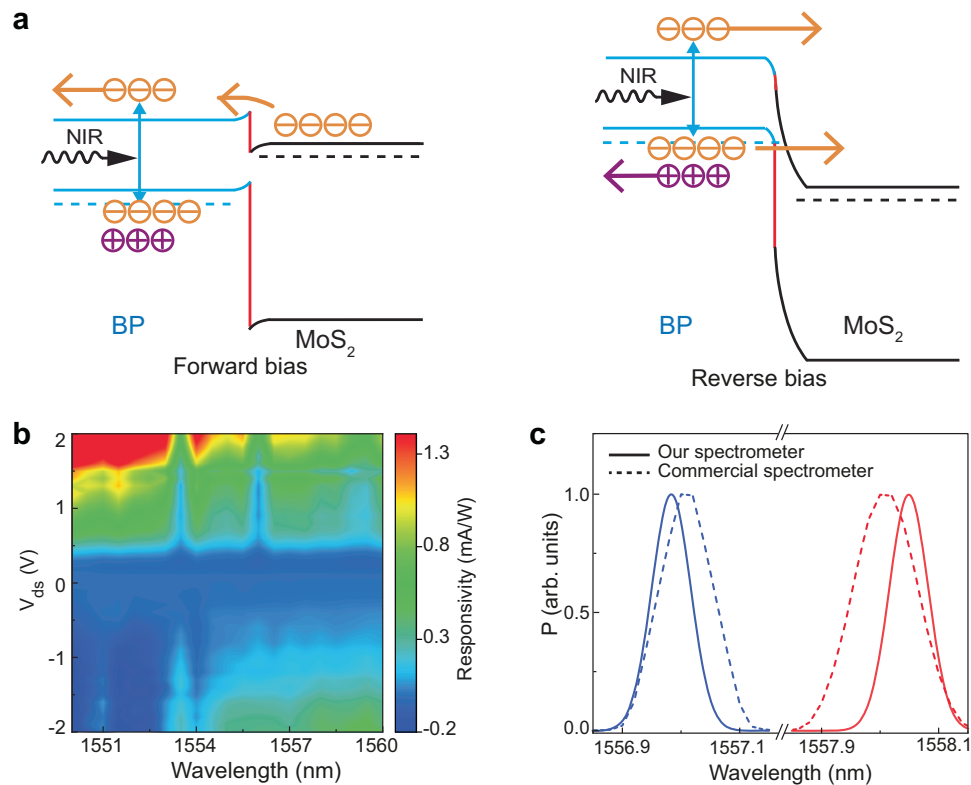 a
NIR
BP
MoS2
Forward bias
NIR
BP
MoS2
Reverse bias
b
2
1
0
-1
-2
Vds (V)
1551
1554
1557
1560
Wavelength (nm)
1.3
0.8
0.3
-0.2
Responsivity (mA/W)
c
Our spectrometer
Commercial spectrometer
1.0
0.5
0.0
P (arb. units)
1556.9
1557.1
1557.9
1558.1
Wavelength (nm)